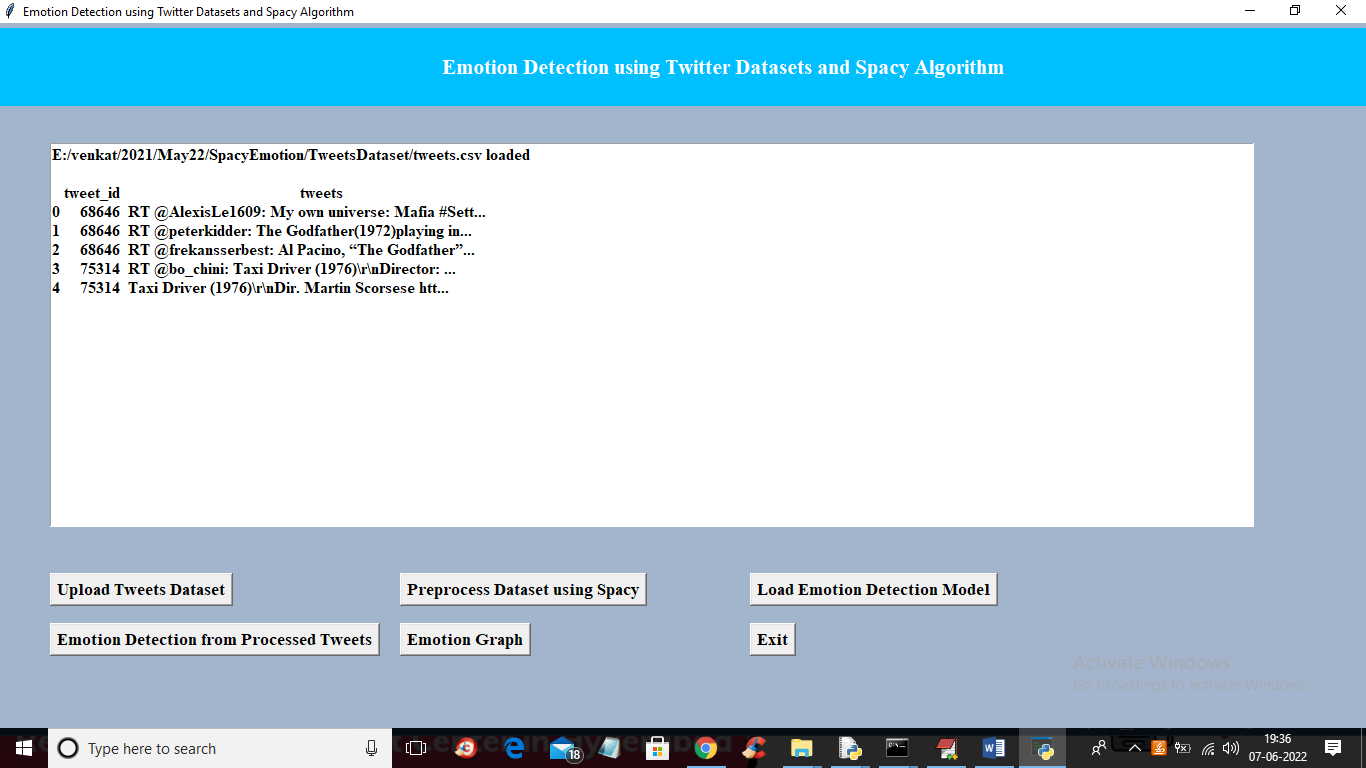 Emotion Detection using Twitter Datasets and Spacy Algorithm
Emotion Detection using Twitter Datasets and Spacy Algorithm
E:/venkat/2021/May22/SpacyEmotion/TweetsDataset/tweets.csv loaded
tweet_id tweets
0 68646 RT @AlexisLe1609: My own universe: Mafia #Sett...
1 68646 RT @peterkidder: The Godfather(1972)playing in...
2 68646 RT @frekansserbest: Al Pacino, “The Godfather”...
3 75314 RT @bo_chini: Taxi Driver (1976)\r\nDirector: ...
4 75314 Taxi Driver (1976)\r\nDir. Martin Scorsese htt...
Upload Tweets Dataset Preprocess Dataset using Spacy Load Emotion Detection Model
Emotion Detection from Processed Tweets Emotion Graph Exit
Activate Windows
Go to Settings to activate Windows.
Type here to search 18 19:36
07-06-2022